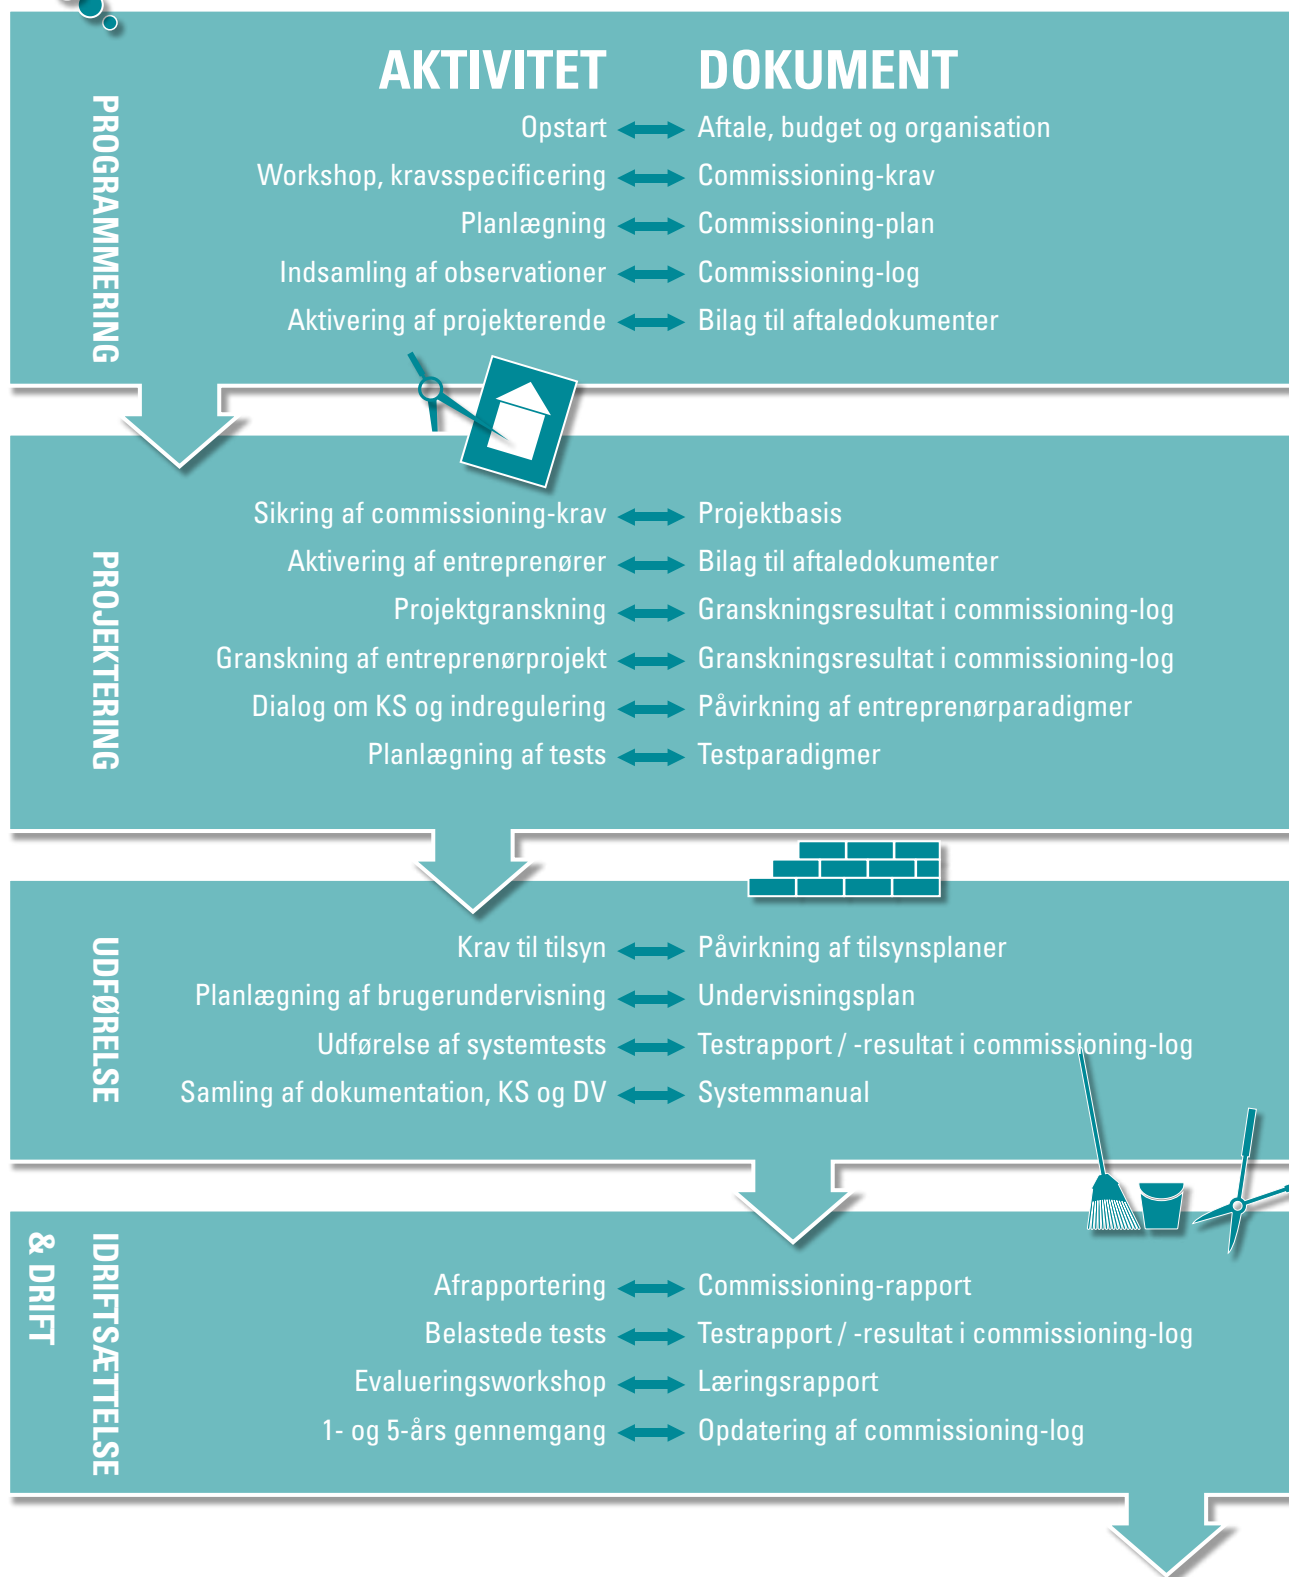 AKTIVITET DOKUMENT
PROGRAMMERING
Opstart Aftale, budget og organisation
Workshop, kravsspecificering Commissioning-krav
Planlægning Commissioning-plan
Indsamling af observationer Commissioning-log
Aktivering af projekterende Bilag til aftaledokumenter
PROJEKTERING
Sikring af commissioning-krav Projektbasis
Aktivering af entreprenører Bilag til aftaledokumenter
Projektgranskning Granskningsresultat i commissioning-log
Granskning af entreprenørprojekt Granskningsresultat i commissioning-log
Dialog om KS og indregulering Påvirkning af entreprenørparadigmer
Planlægning af tests Testparadigmer
UDFØRELSE
Krav til tilsyn Påvirkning af tilsynsplaner
Planlægning af brugerundervisning Undervisningsplan
Udførelse af systemtests Testrapport / -resultat i commissioning-log
Samling af dokumentation, KS og DV Systemmanual
IDRIFTSÆTTELSE
& DRIFT
Afrapportering Commissioning-rapport
Belastede tests Testrapport / -resultat i commissioning-log
Evalueringsworkshop Læringsrapport
1- og 5-års gennemgang Opdatering af commissioning-log